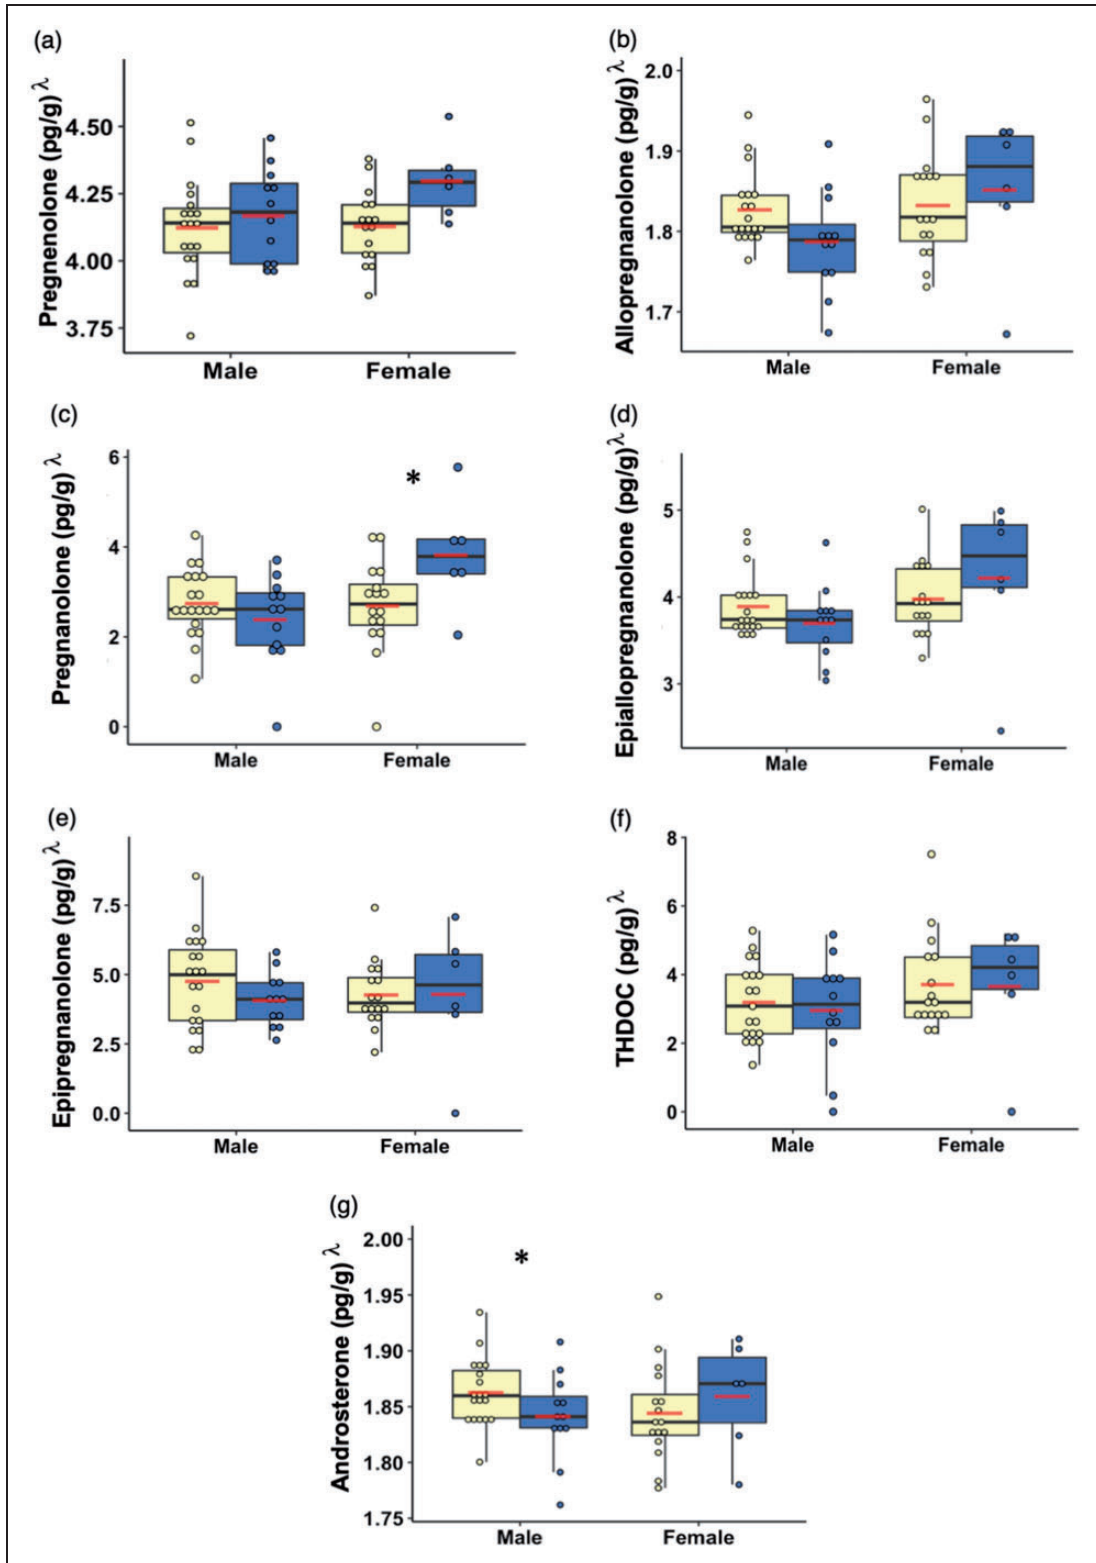 (a)
Pregnenolone (pg/g)λ
4.50
4.25
4.00
3.75
Male Female
(b)
Allopregnanolone (pg/g)λ
2.0
1.9
1.8
1.7
Male Female
(c)
Pregnanolone (pg/g)λ
6
4
2
0
*
Male Female
(d)
Epiallopregnanolone (pg/g)λ
5
4
3
Male Female
(e)
Epipregnanolone (pg/g)λ
7.5
5.0
2.5
0.0
Male Female
(f)
THDOC (pg/g)λ
8
6
4
2
0
Male Female
(g)
Androsterone (pg/g)λ
2.00
1.95
1.90
1.85
1.80
1.75
*
Male Female